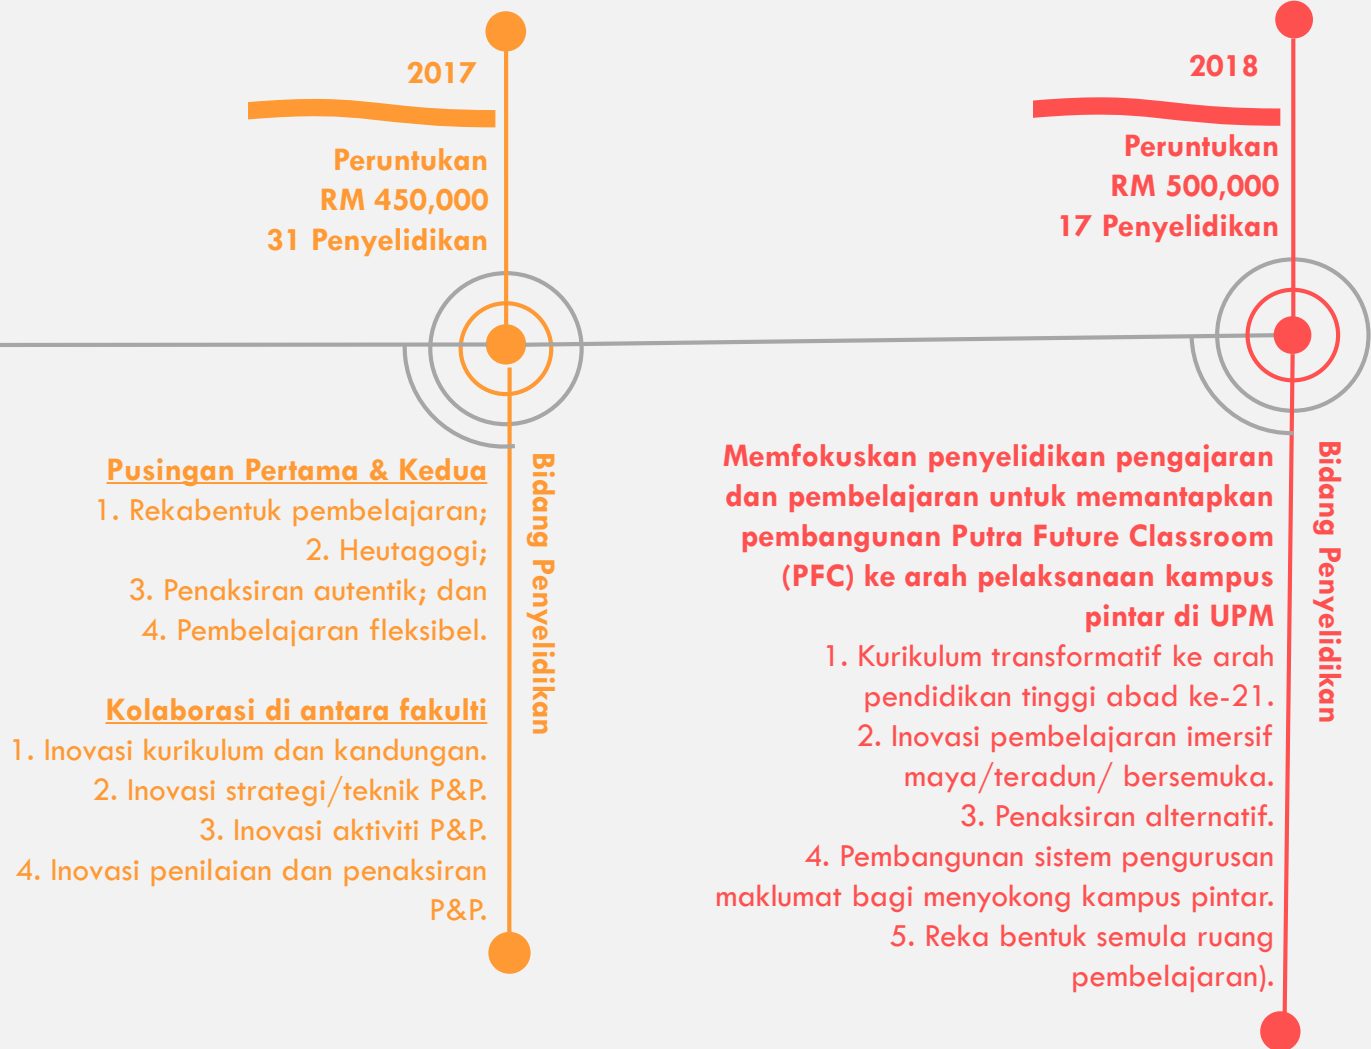 2017
Peruntukan
RM 450,000
31 Penyelidikan
Bidang Penyelidikan
Pusingan Pertama & Kedua
1. Rekabentuk pembelajaran;
2. Heutagogi;
3. Penaksiran autentik; dan
4. Pembelajaran fleksibel.
Kolaborasi di antara fakulti
1. Inovasi kurikulum dan kandungan.
2. Inovasi strategi/teknik P&P.
3. Inovasi aktiviti P&P.
4. Inovasi penilaian dan penaksiran
P&P.
2018
Peruntukan
RM 500,000
17 Penyelidikan
Bidang Penyelidikan
Memfokuskan penyelidikan pengajaran
dan pembelajaran untuk memantapkan
pembangunan Putra Future Classroom
(PFC) ke arah pelaksanaan kampus
pintar di UPM
1. Kurikulum transformatif ke arah
pendidikan tinggi abad ke-21.
2. Inovasi pembelajaran imersif
maya/teradun/ bersemuka.
3. Penaksiran alternatif.
4. Pembangunan sistem pengurusan
maklumat bagi menyokong kampus pintar.
5. Reka bentuk semula ruang
pembelajaran).